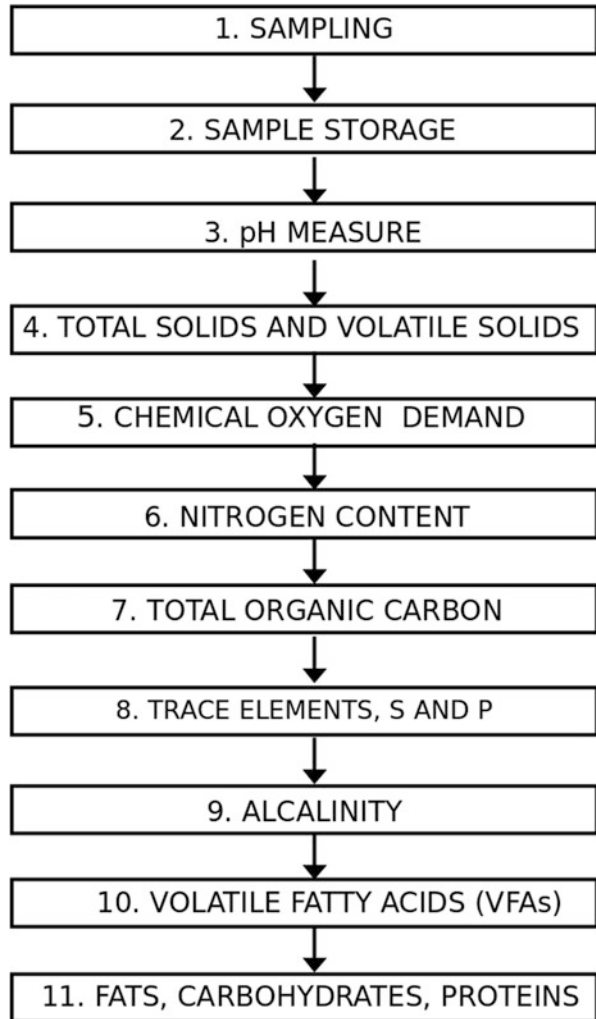 1. SAMPLING
2. SAMPLE STORAGE
3. pH MEASURE
4. TOTAL SOLIDS AND VOLATILE SOLIDS
5. CHEMICAL OXYGEN DEMAND
6. NITROGEN CONTENT
7. TOTAL ORGANIC CARBON
8. TRACE ELEMENTS, S AND P
9. ALCALINITY
10. VOLATILE FATTY ACIDS (VFAs)
11. FATS, CARBOHYDRATES, PROTEINS